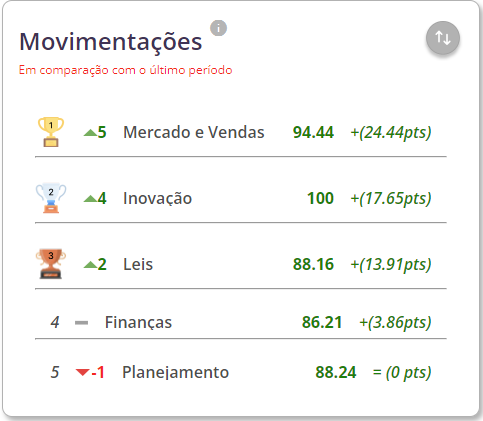 Movimentações i
Em comparação com o último período
1 5 Mercado e Vendas 94.44 +(24.44pts)
2 4 Inovação 100 +(17.65pts)
3 2 Leis 88.16 +(13.91pts)
4 Finanças 86.21 +(3.86pts)
5 -1 Planejamento 88.24 = (0 pts)